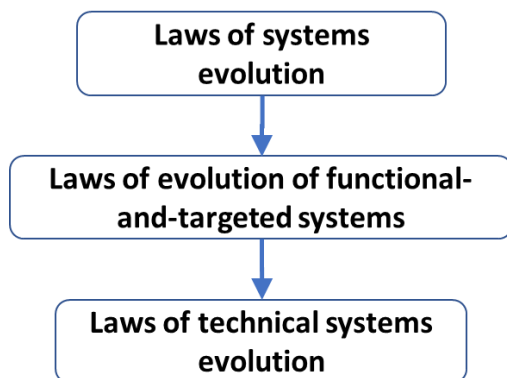 Laws of systems
evolution
Laws of evolution of functional-
and-targeted systems
Laws of technical systems
evolution